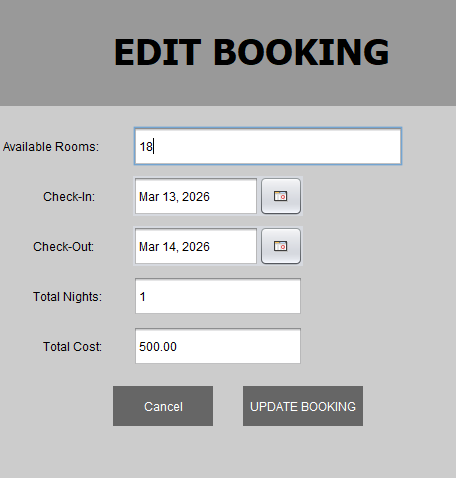 EDIT BOOKING
Available Rooms: 18
Check-In: Mar 13, 2026
Check-Out: Mar 14, 2026
Total Nights: 1
Total Cost: 500.00
Cancel UPDATE BOOKING